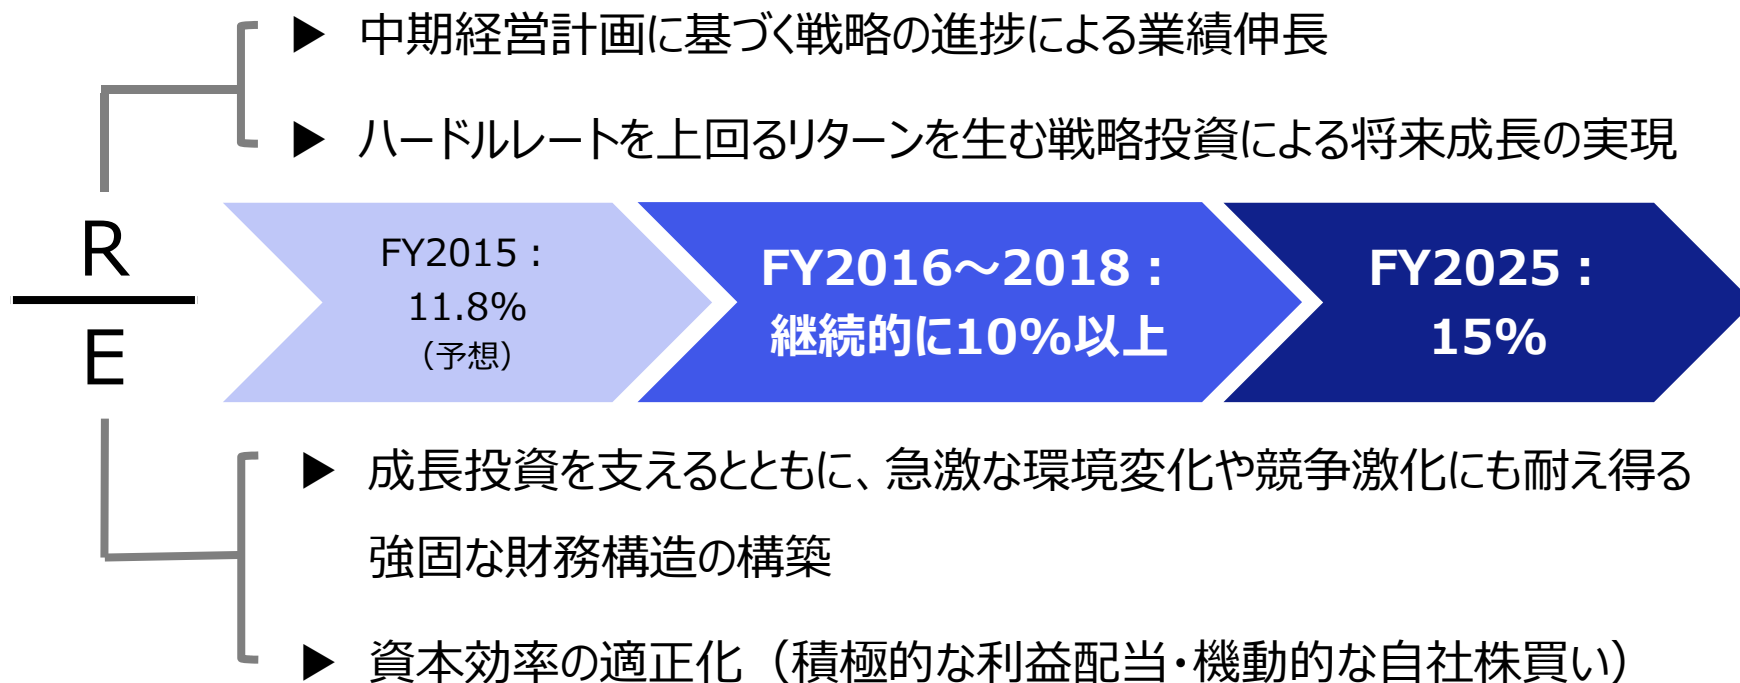 ▶ 中期経営計画に基づく戦略の進捗による業績伸長
▶ ハードルレートを上回るリターンを生む戦略投資による将来成長の実現
R
E
FY2015：
11.8%
（予想）
FY2016～2018：
継続的に10%以上
FY2025：
15%
▶ 成長投資を支えるとともに、急激な環境変化や競争激化にも耐え得る
強固な財務構造の構築
▶ 資本効率の適正化（積極的な利益配当・機動的な自社株買い）